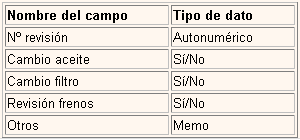 Nombre del campo Tipo de dato
Nº revisión Autonumérico
Cambio aceite Sí/No
Cambio filtro Sí/No
Revisión frenos Sí/No
Otros Memo